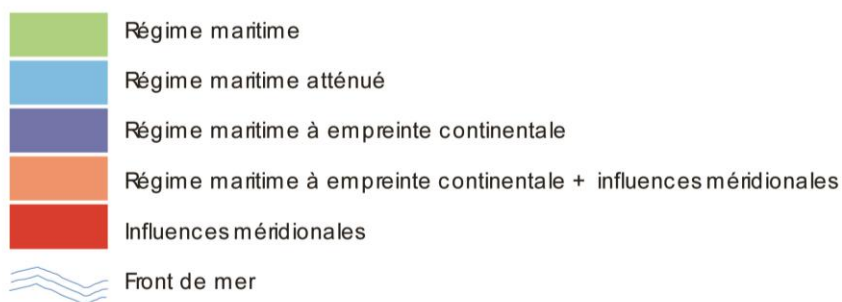 Régime maritime
Régime maritime atténué
Régime maritime à empreinte continentale
Régime maritime à empreinte continentale + influences méridionales
Influences méridionales
Front de mer